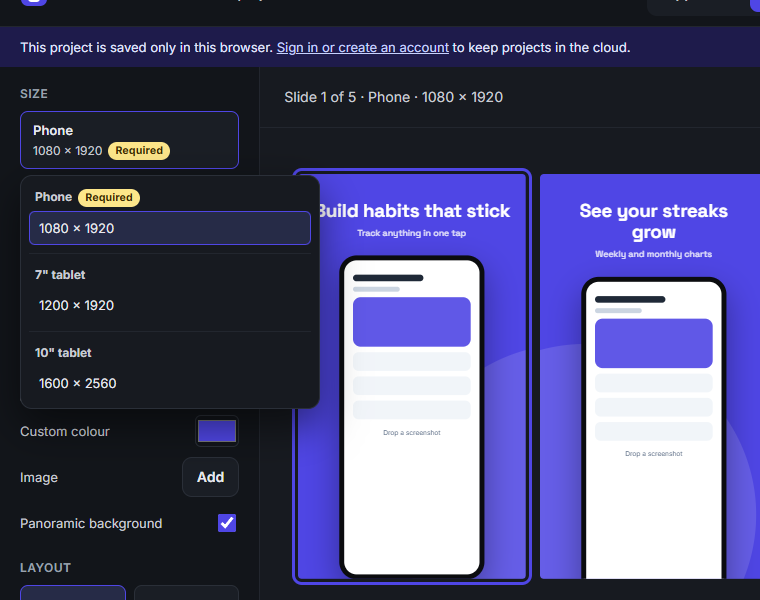 This project is saved only in this browser. Sign in or create an account to keep projects in the cloud.
SIZE
Phone
1080 × 1920 Required
Slide 1 of 5 · Phone · 1080 × 1920
Phone Required
1080 × 1920
7" tablet
1200 × 1920
10" tablet
1600 × 2560
Custom colour
Image Add
Panoramic background
LAYOUT
Build habits that stick
Track anything in one tap
Drop a screenshot
See your streaks
grow
Weekly and monthly charts
Drop a screenshot